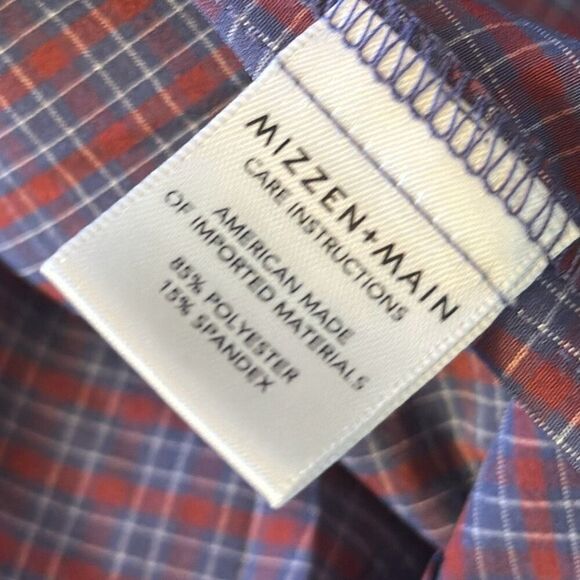 MIZZEN+MAIN
CARE INSTRUCTIONS
AMERICAN MADE
OF IMPORTED MATERIALS
85% POLYESTER
15% SPANDEX